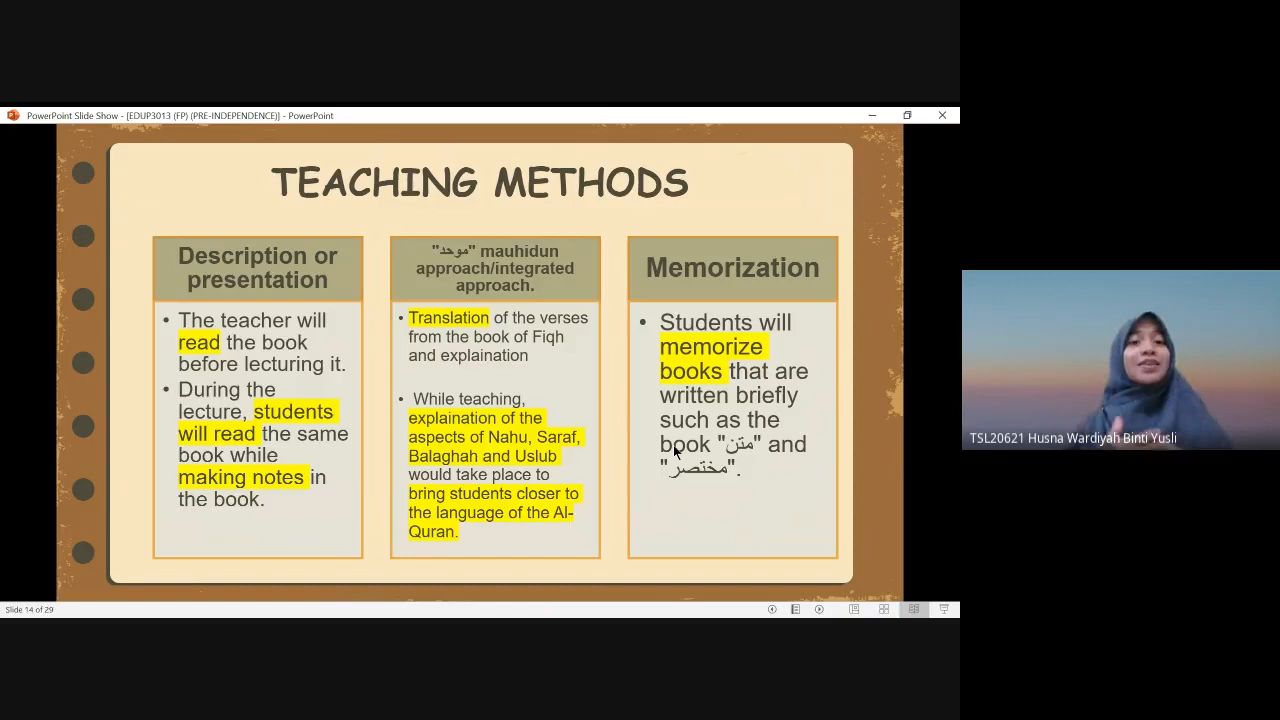 PowerPoint Slide Show - [EDUP3013 (FP) (PRE-INDEPENDENCE)] - PowerPoint
TEACHING METHODS
Description or
presentation
• The teacher will
read the book
before lecturing it.
• During the
lecture, students
will read the same
book while
making notes in
the book.
"موحد" mauhidun
approach/integrated
approach.
• Translation of the verses
from the book of Fiqh
and explaination
• While teaching,
explaination of the
aspects of Nahu, Saraf,
Balaghah and Uslub
would take place to
bring students closer to
the language of the Al-
Quran.
Memorization
• Students will
memorize
books that are
written briefly
such as the
book "متن" and
"مختصر".
TSL20621 Husna Wardiyah Binti Yusli
Slide 14 of 29